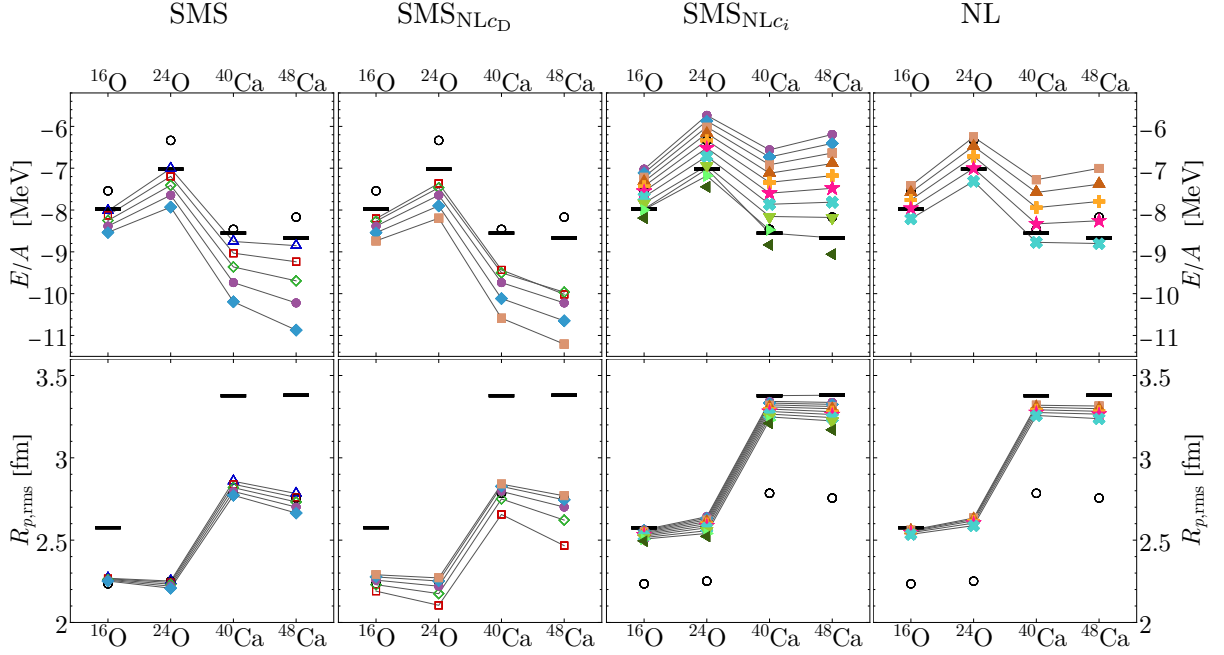 SMS SMS_NLc_D SMS_NLc_i NL
¹⁶O ²⁴O ⁴⁰Ca ⁴⁸Ca ¹⁶O ²⁴O ⁴⁰Ca ⁴⁸Ca ¹⁶O ²⁴O ⁴⁰Ca ⁴⁸Ca ¹⁶O ²⁴O ⁴⁰Ca ⁴⁸Ca
−6 −6
−7 −7
−8 −8
−9 −9
−10 −10
−11 −11
E/A [MeV]
E/A [MeV]
3.5 3.5
3 3
2.5 2.5
2 2
R_p,rms [fm]
R_p,rms [fm]
¹⁶O ²⁴O ⁴⁰Ca ⁴⁸Ca ¹⁶O ²⁴O ⁴⁰Ca ⁴⁸Ca ¹⁶O ²⁴O ⁴⁰Ca ⁴⁸Ca ¹⁶O ²⁴O ⁴⁰Ca ⁴⁸Ca